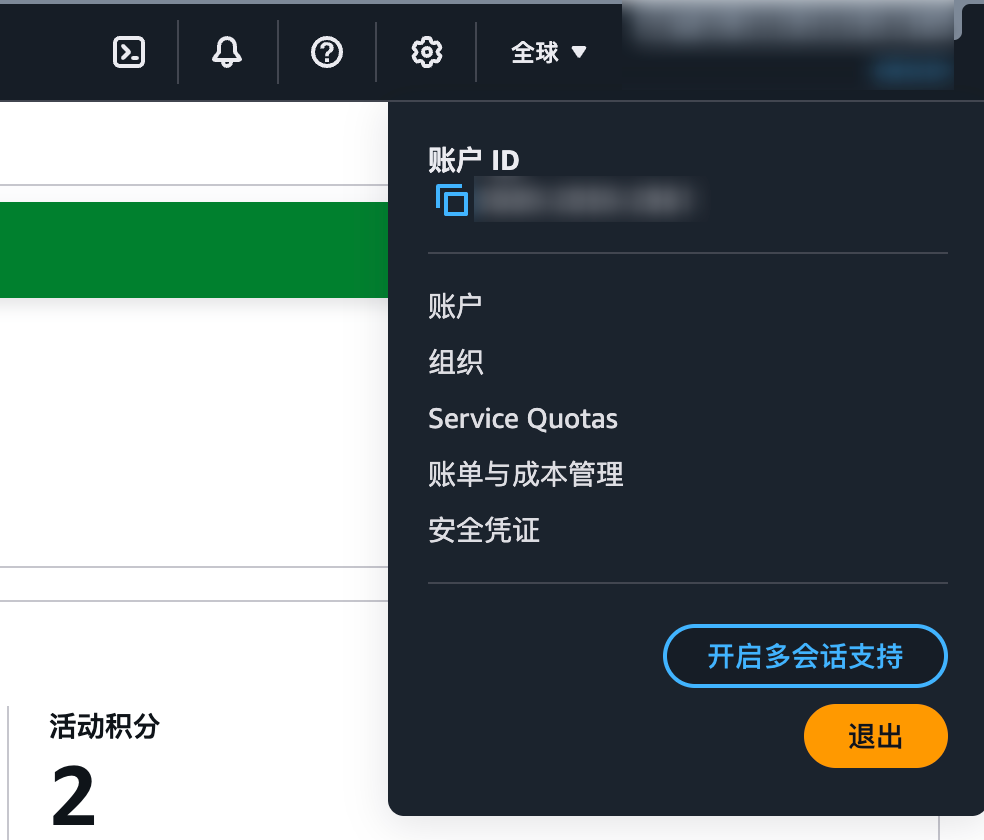 全球
账户 ID
账户
组织
Service Quotas
账单与成本管理
安全凭证
开启多会话支持
退出
活动积分
2